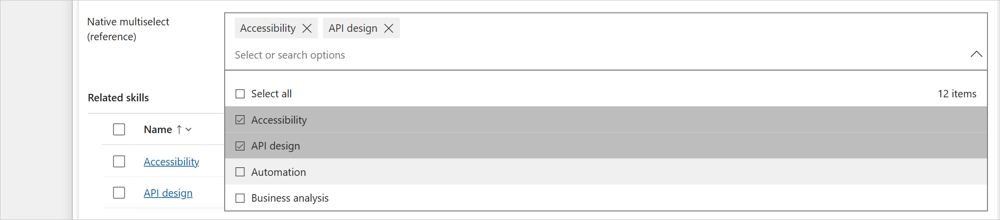 Native multiselect
(reference)
Accessibility
API design
Select or search options
Select all
12 items
Accessibility
API design
Automation
Business analysis
Related skills
Name
Accessibility
API design